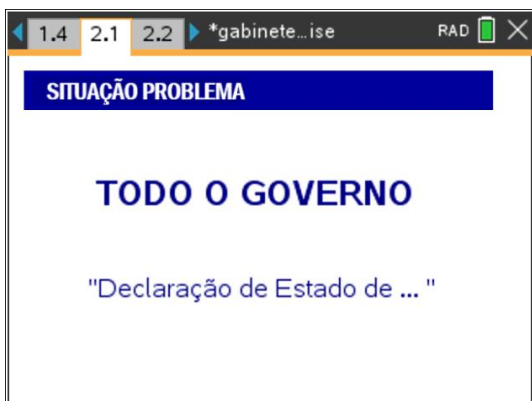 1.4 2.1 2.2 *gabinete...ise RAD
SITUAÇÃO PROBLEMA
TODO O GOVERNO
"Declaração de Estado de ... "